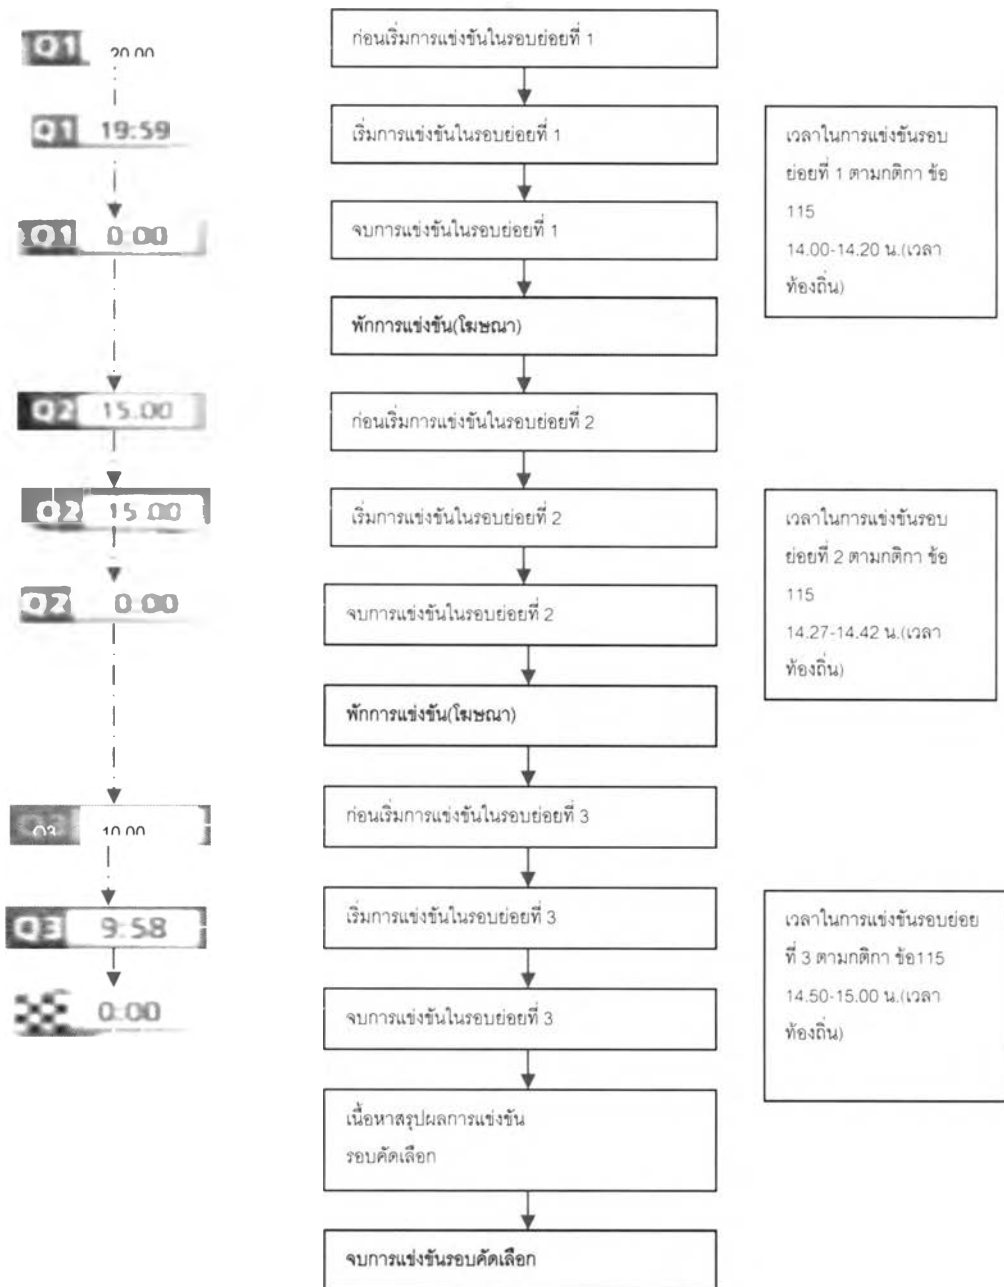 Q1 20.00
ก่อนเริ่มการแข่งขันในรอบย่อยที่ 1
Q1 19:59
เริ่มการแข่งขันในรอบย่อยที่ 1
เวลาในการแข่งขันรอบ
ย่อยที่ 1 ตามกติกา ข้อ
115
14.00-14.20 น.(เวลา
ท้องถิ่น)
Q1 0:00
จบการแข่งขันในรอบย่อยที่ 1
พักการแข่งขัน(โฆษณา)
Q2 15.00
ก่อนเริ่มการแข่งขันในรอบย่อยที่ 2
Q2 15:00
เริ่มการแข่งขันในรอบย่อยที่ 2
เวลาในการแข่งขันรอบ
ย่อยที่ 2 ตามกติกา ข้อ
115
14.27-14.42 น.(เวลา
ท้องถิ่น)
Q2 0:00
จบการแข่งขันในรอบย่อยที่ 2
พักการแข่งขัน(โฆษณา)
Q3 10.00
ก่อนเริ่มการแข่งขันในรอบย่อยที่ 3
Q3 9:58
เริ่มการแข่งขันในรอบย่อยที่ 3
เวลาในการแข่งขันรอบย่อย
ที่ 3 ตามกติกา ข้อ115
14.50-15.00 น.(เวลา
ท้องถิ่น)
0:00
จบการแข่งขันในรอบย่อยที่ 3
เนื้อหาสรุปผลการแข่งขัน
รอบคัดเลือก
จบการแข่งขันรอบคัดเลือก